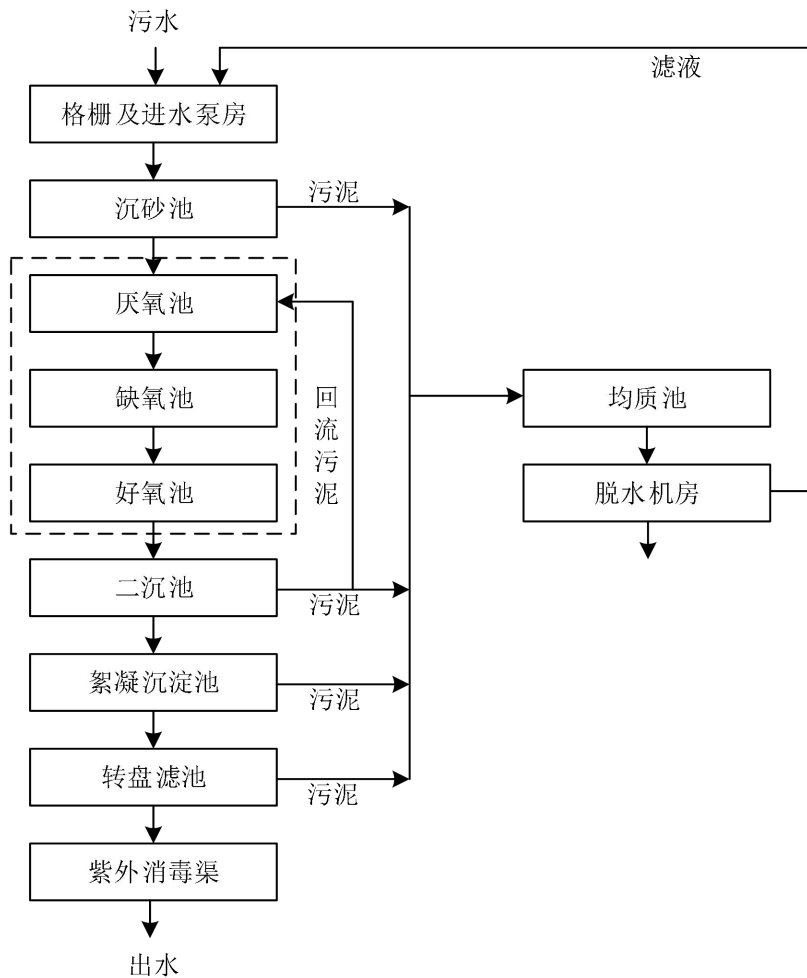 污水
滤液
格栅及进水泵房
沉砂池
污泥
厌氧池
缺氧池
回流污泥
均质池
好氧池
脱水机房
二沉池
污泥
絮凝沉淀池
污泥
转盘滤池
污泥
紫外消毒渠
出水